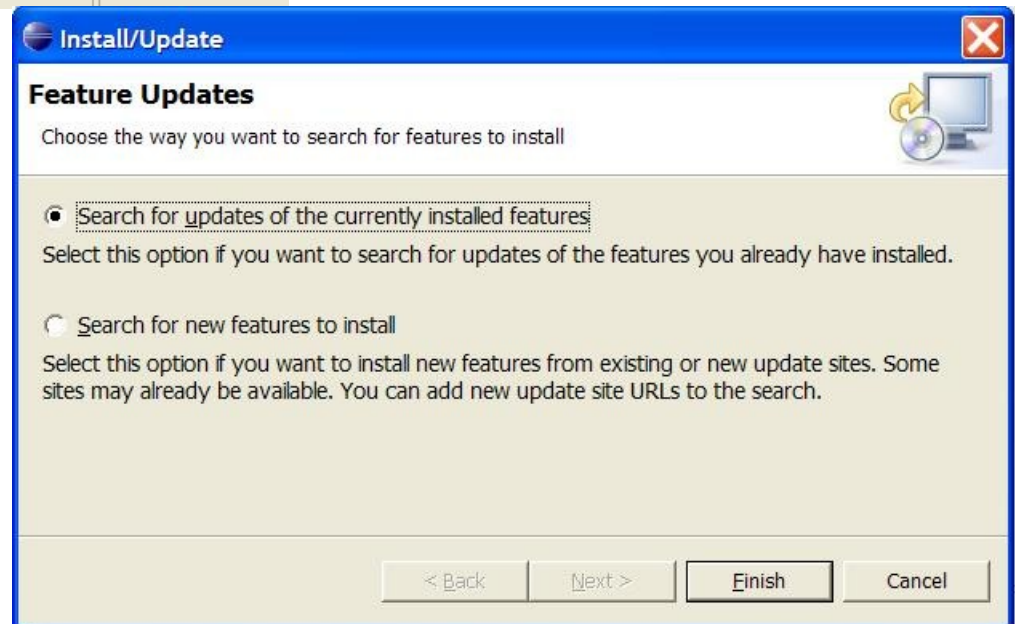 Install/Update
Feature Updates
Choose the way you want to search for features to install
Search for updates of the currently installed features
Select this option if you want to search for updates of the features you already have installed.
Search for new features to install
Select this option if you want to install new features from existing or new update sites. Some
sites may already be available. You can add new update site URLs to the search.
< Back Next > Finish Cancel